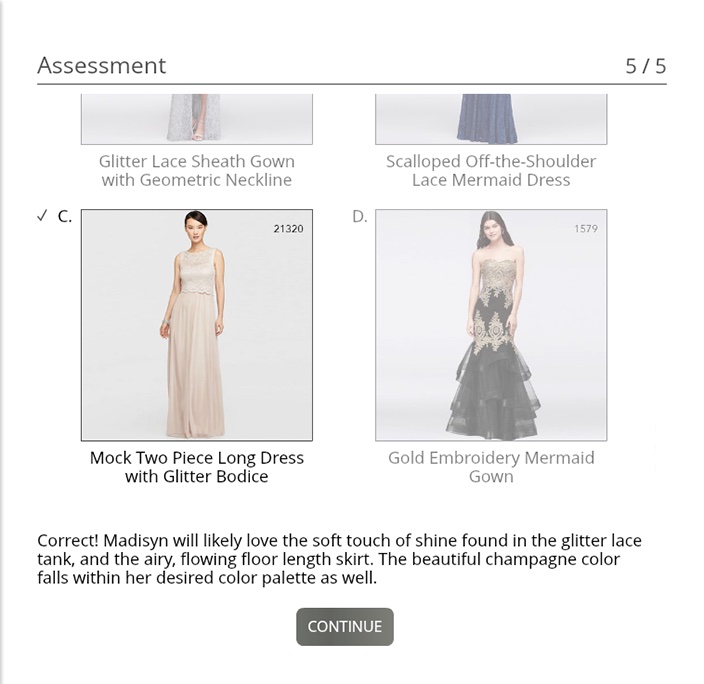 Assessment
5 / 5
Glitter Lace Sheath Gown
with Geometric Neckline
Scalloped Off-the-Shoulder
Lace Mermaid Dress
✓ C.
21320
Mock Two Piece Long Dress
with Glitter Bodice
D.
1579
Gold Embroidery Mermaid
Gown
Correct! Madisyn will likely love the soft touch of shine found in the glitter lace
tank, and the airy, flowing floor length skirt. The beautiful champagne color
falls within her desired color palette as well.
CONTINUE